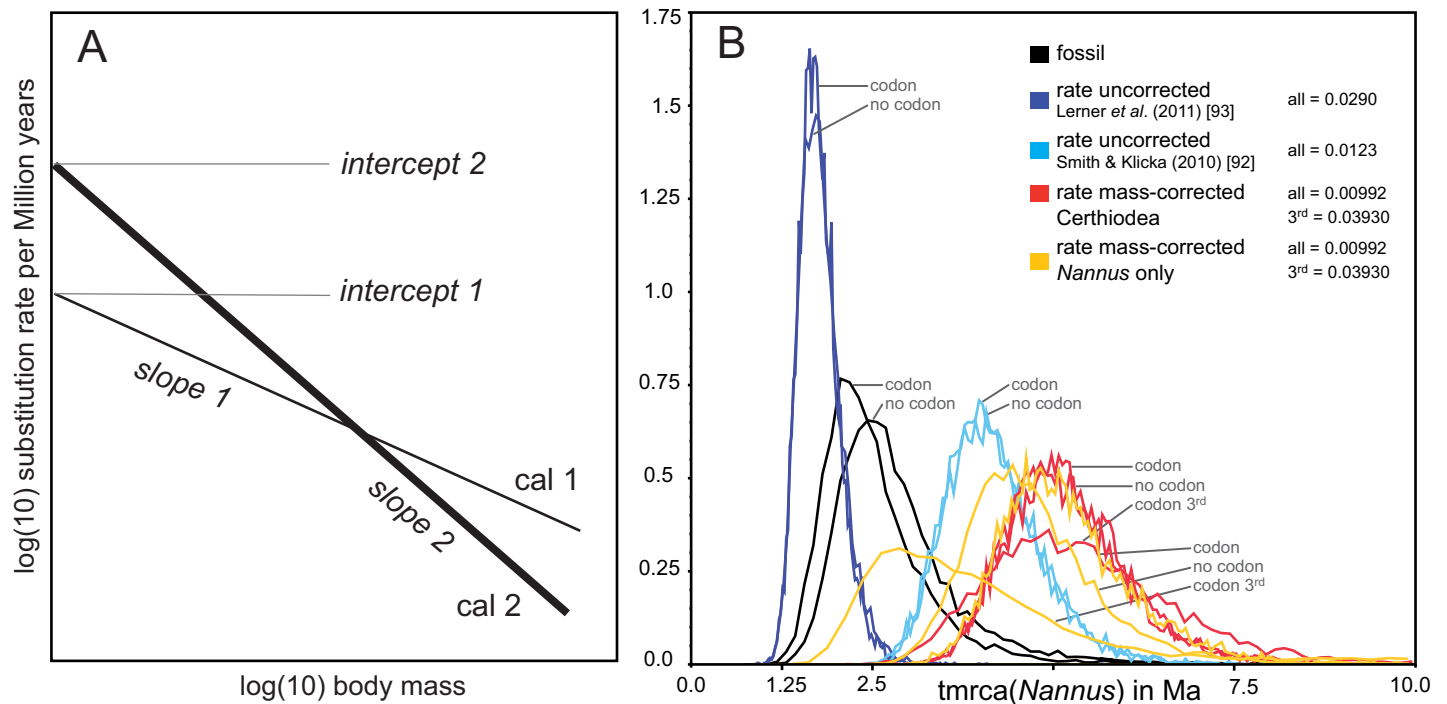 A
log(10) substitution rate per Million years
intercept 2
intercept 1
slope 1
slope 2
cal 1
cal 2
log(10) body mass
B
1.75
1.5
1.25
1.0
0.75
0.5
0.25
0.0
codon
no codon
codon
no codon
codon
no codon
codon
no codon
codon 3rd
codon
no codon
codon 3rd
fossil
rate uncorrected
Lerner et al. (2011) [93]
all = 0.0290
rate uncorrected
Smith & Klicka (2010) [92]
all = 0.0123
rate mass-corrected
Certhiodea
all = 0.00992
3rd = 0.03930
rate mass-corrected
Nannus only
all = 0.00992
3rd = 0.03930
0.0 1.25 2.5 7.5 10.0
tmrca(Nannus) in Ma